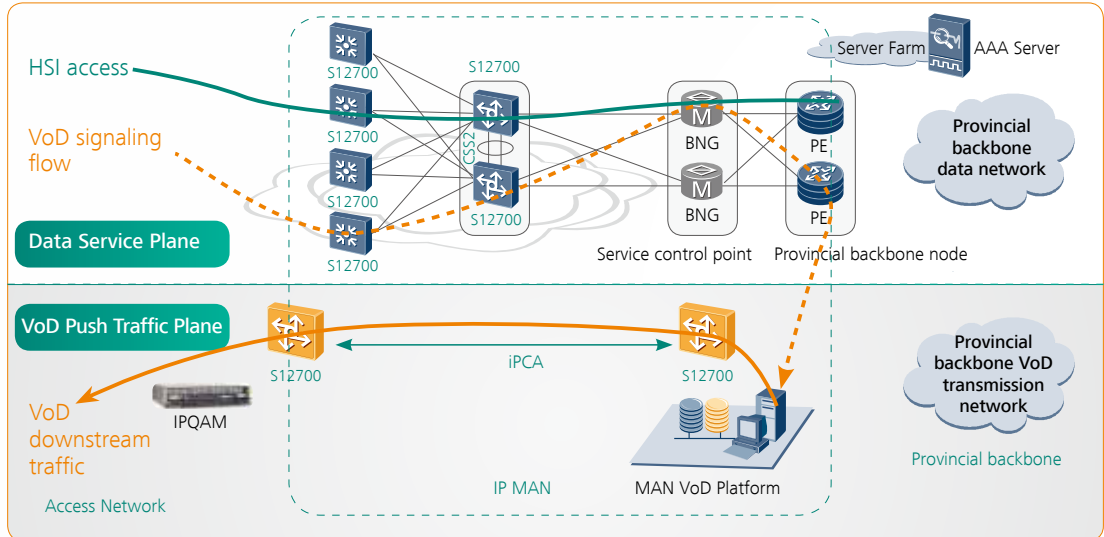 HSI access
VoD signaling
flow
Data Service Plane
S12700
S12700
S12700
S12700
S12700
CSS2
S12700
M
BNG
M
BNG
Service control point
PE
PE
Provincial backbone node
Server Farm
AAA Server
Provincial
backbone
data network
VoD Push Traffic Plane
S12700
iPCA
S12700
IPQAM
VoD
downstream
traffic
Access Network
IP MAN
MAN VoD Platform
Provincial
backbone VoD
transmission
network
Provincial backbone